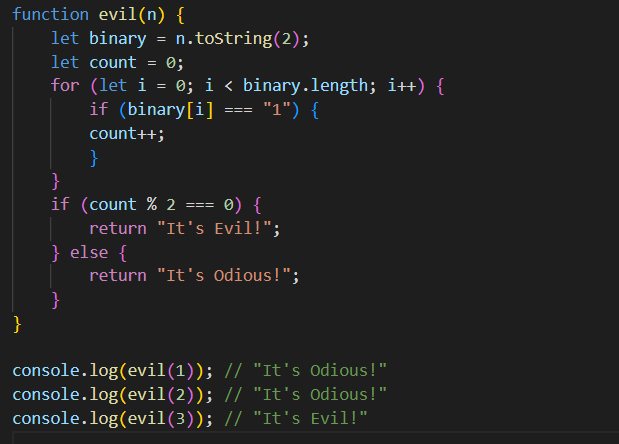 function evil(n) {
    let binary = n.toString(2);
    let count = 0;
    for (let i = 0; i < binary.length; i++) {
        if (binary[i] === "1") {
        count++;
        }
    }
    if (count % 2 === 0) {
        return "It's Evil!";
    } else {
        return "It's Odious!";
    }
}

console.log(evil(1)); // "It's Odious!"
console.log(evil(2)); // "It's Odious!"
console.log(evil(3)); // "It's Evil!"